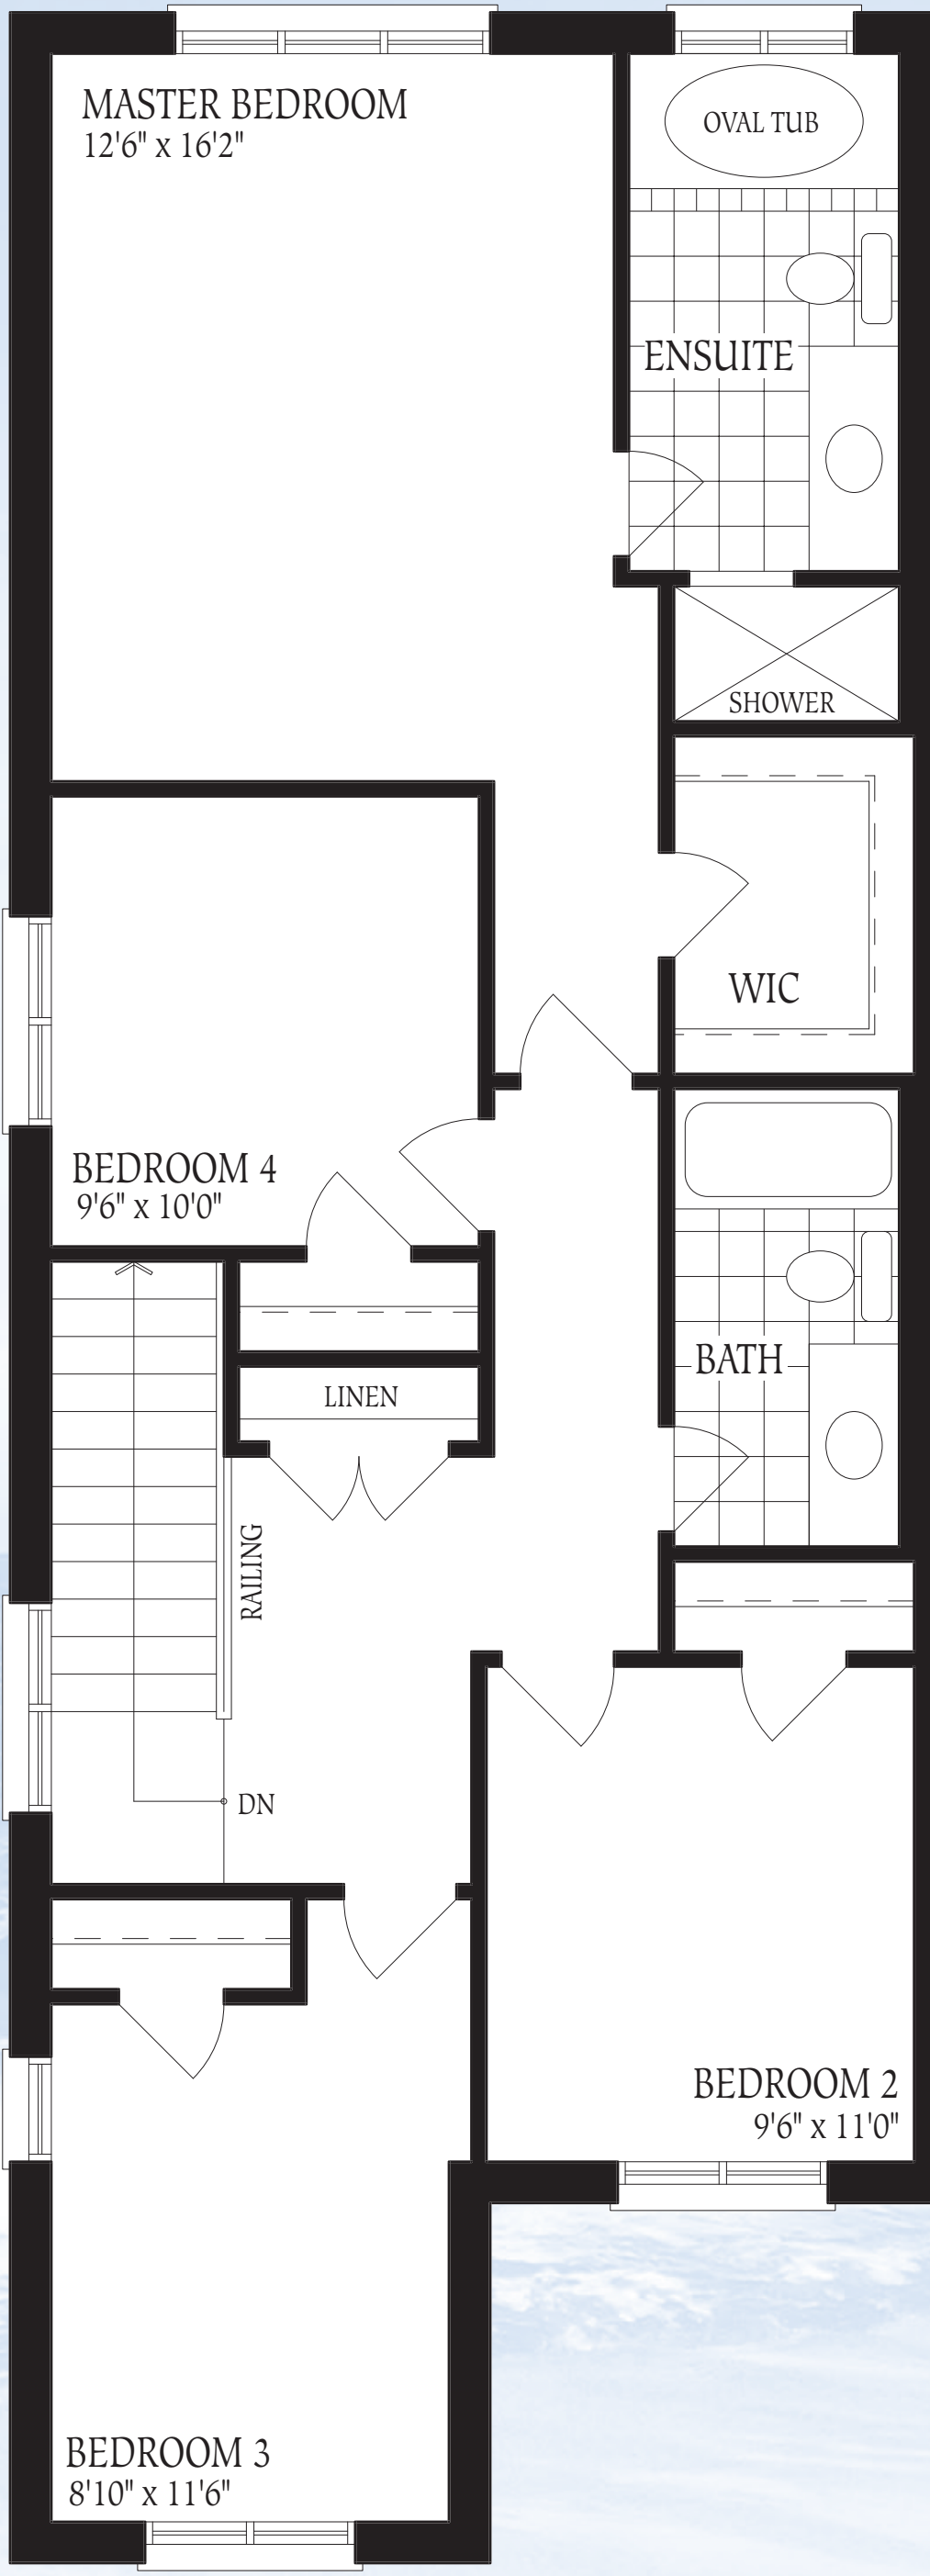 MASTER BEDROOM
12'6" x 16'2"
OVAL TUB
ENSUITE
SHOWER
WIC
BEDROOM 4
9'6" x 10'0"
BATH
LINEN
RAILING
DN
BEDROOM 2
9'6" x 11'0"
BEDROOM 3
8'10" x 11'6"